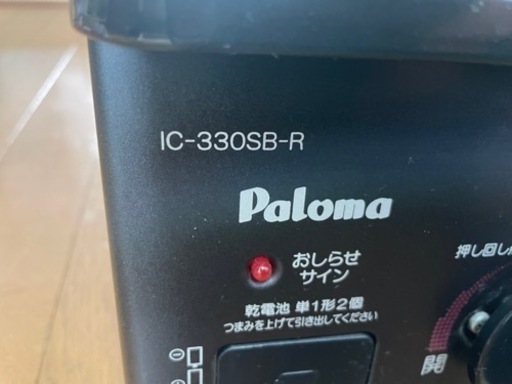 IC-330SB-R
Paloma
おしらせ
サイン
押し回し
乾電池 単1形2個
つまみを上げて引き出してください
開